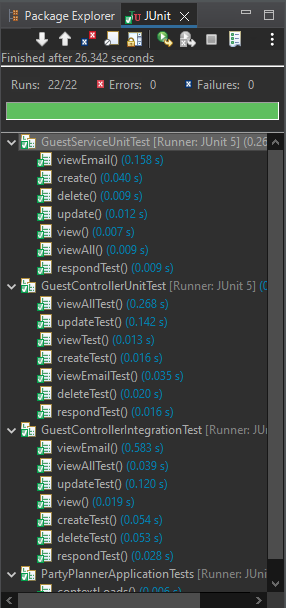 Package Explorer JUnit
Finished after 26.342 seconds
Runs: 22/22 Errors: 0 Failures: 0
GuestServiceUnitTest [Runner: JUnit 5] (0.26
viewEmail() (0.158 s)
create() (0.040 s)
delete() (0.009 s)
update() (0.012 s)
view() (0.007 s)
viewAll() (0.009 s)
respondTest() (0.009 s)
GuestControllerUnitTest [Runner: JUnit 5] (0
viewAllTest() (0.268 s)
updateTest() (0.142 s)
viewTest() (0.013 s)
createTest() (0.016 s)
viewEmailTest() (0.035 s)
deleteTest() (0.020 s)
respondTest() (0.016 s)
GuestControllerIntegrationTest [Runner: JU
viewEmail() (0.583 s)
viewAllTest() (0.039 s)
updateTest() (0.120 s)
view() (0.019 s)
createTest() (0.054 s)
deleteTest() (0.053 s)
respondTest() (0.028 s)
PartyPlannerApplicationTests [Runner: JUn
contextLoads() (0.006 s)